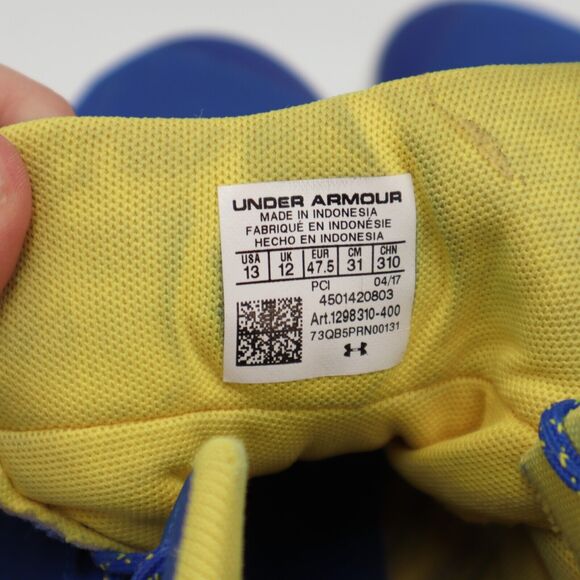 UNDER ARMOUR
MADE IN INDONESIA
FABRIQUÉ EN INDONÉSIE
HECHO EN INDONESIA
USA UK EUR CM CHN
13 12 47.5 31 310
PCI 04/17
4501420803
Art.1298310-400
73QB5PRN00131